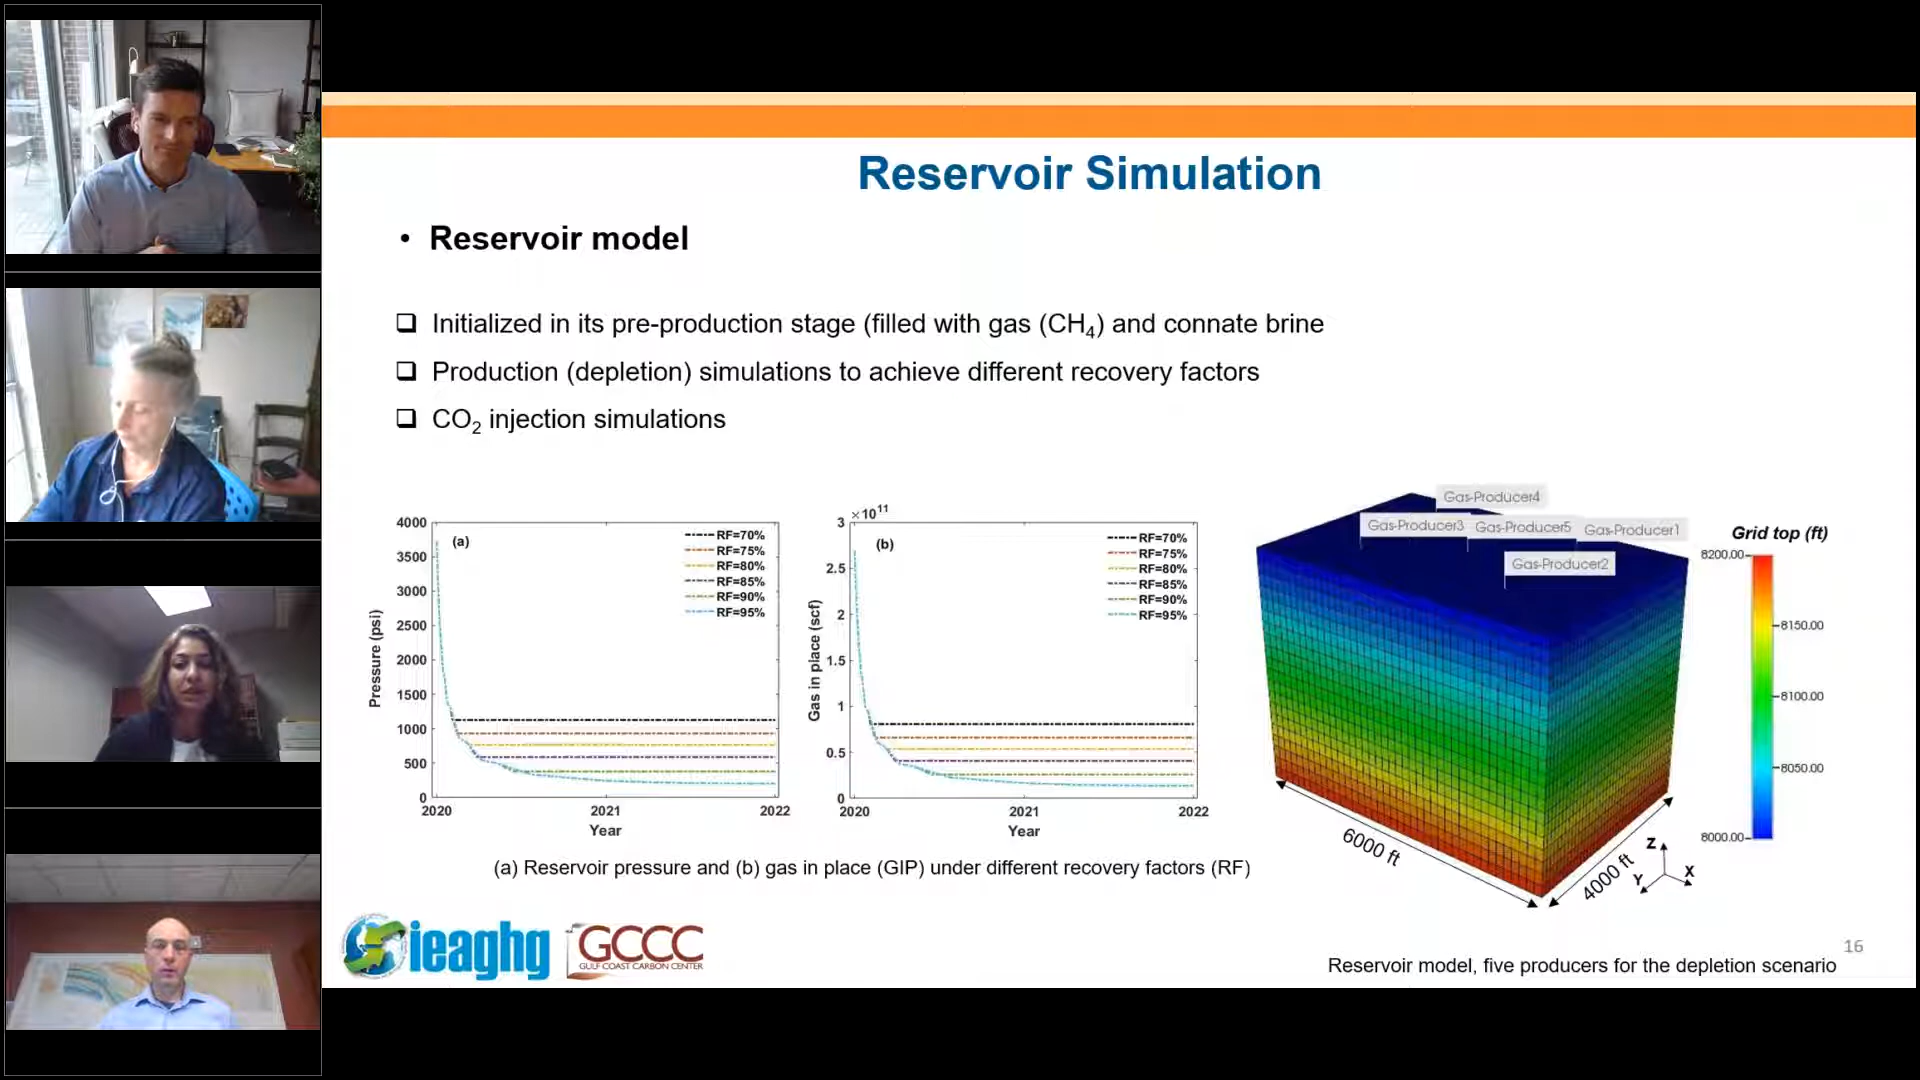 Reservoir Simulation
• Reservoir model
❑ Initialized in its pre-production stage (filled with gas (CH₄) and connate brine
❑ Production (depletion) simulations to achieve different recovery factors
❑ CO₂ injection simulations
(a)
4000
3500
3000
2500
2000
1500
1000
500
0
Pressure (psi)
RF=70%
RF=75%
RF=80%
RF=85%
RF=90%
RF=95%
2020
2021
2022
Year
×10¹¹
(b)
3
2.5
2
1.5
1
0.5
0
Gas in place (scf)
RF=70%
RF=75%
RF=80%
RF=85%
RF=90%
RF=95%
2020
2021
2022
Year
(a) Reservoir pressure and (b) gas in place (GIP) under different recovery factors (RF)
Gas-Producer4
Gas-Producer3
Gas-Producer5
Gas-Producer1
Gas-Producer2
Grid top (ft)
8200.00
8150.00
8100.00
8050.00
8000.00
6000 ft
4000 ft
Z
Y
X
ieaghg
GCCC
GULF COAST CARBON CENTER
16
Reservoir model, five producers for the depletion scenario